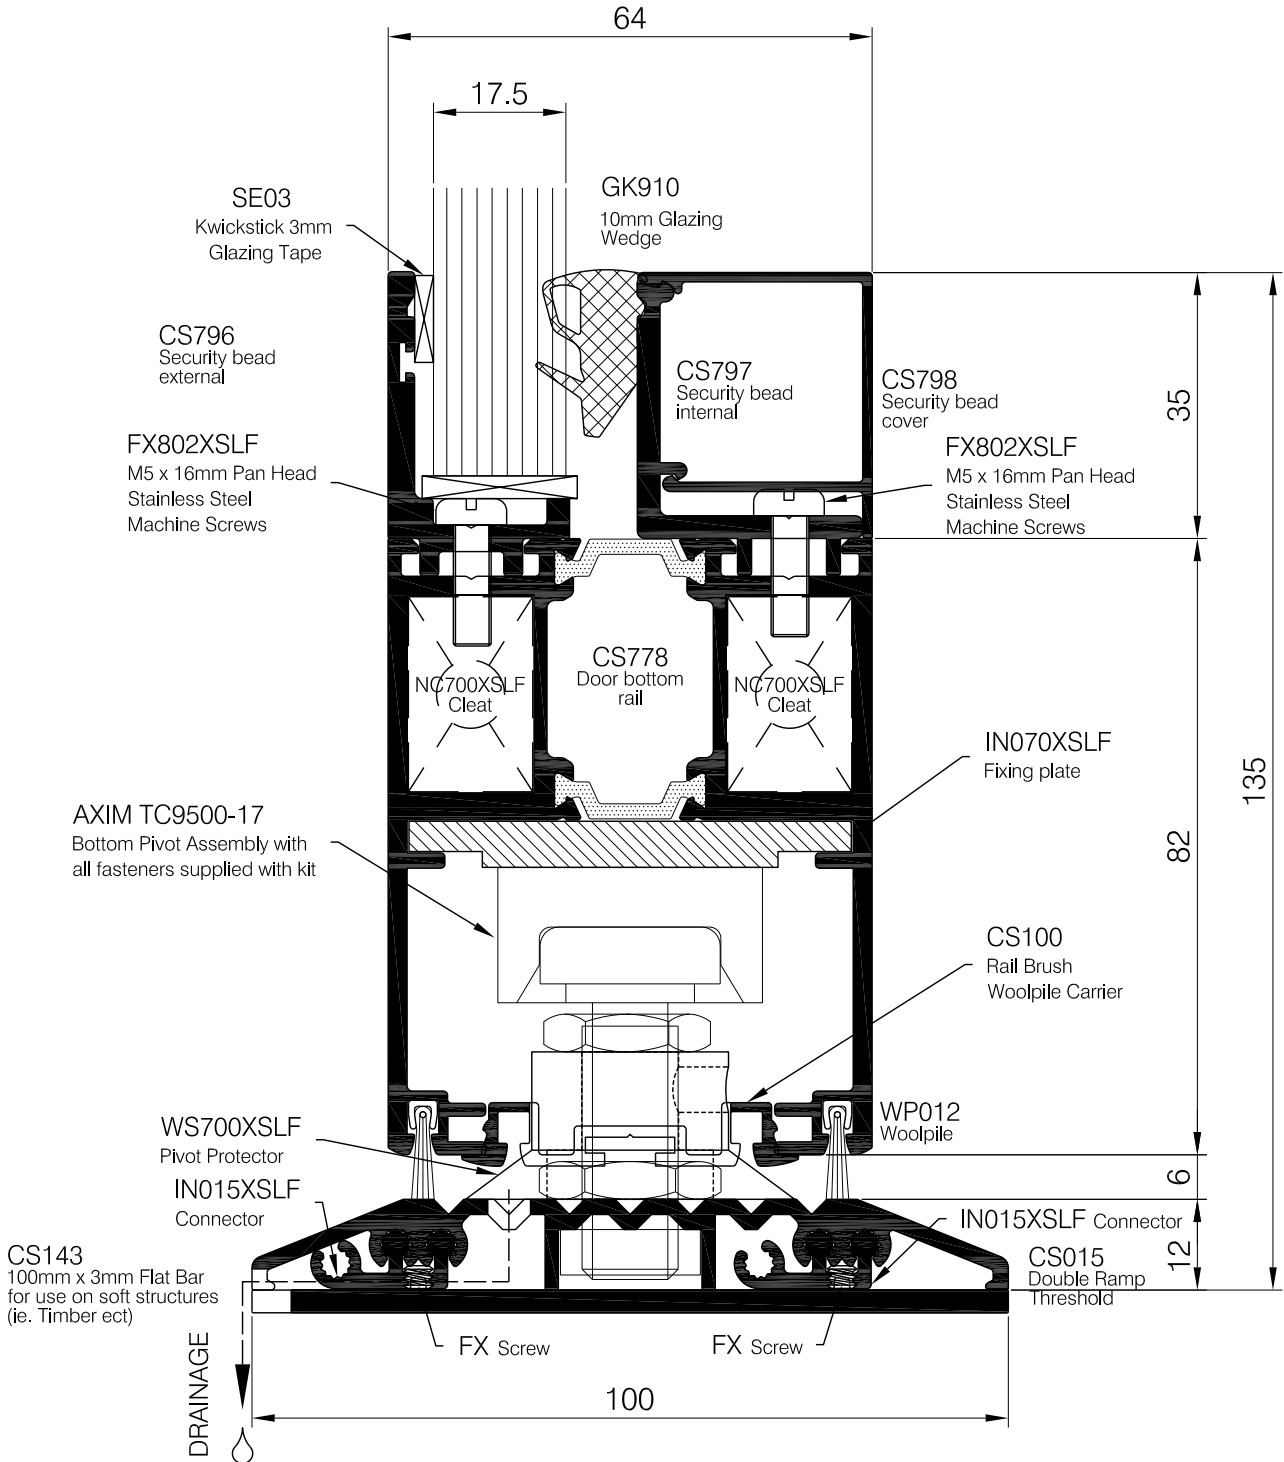 64
17.5
SE03
Kwickstick 3mm
Glazing Tape
GK910
10mm Glazing
Wedge
CS796
Security bead
external
CS797
Security bead
internal
CS798
Security bead
cover
35
FX802XSLF
M5 x 16mm Pan Head
Stainless Steel
Machine Screws
FX802XSLF
M5 x 16mm Pan Head
Stainless Steel
Machine Screws
NC700XSLF
Cleat
CS778
Door bottom
rail
NC700XSLF
Cleat
IN070XSLF
Fixing plate
135
82
AXIM TC9500-17
Bottom Pivot Assembly with
all fasteners supplied with kit
CS100
Rail Brush
Woolpile Carrier
WS700XSLF
Pivot Protector
WP012
Woolpile
6
IN015XSLF
Connector
IN015XSLF Connector
12
CS143
100mm x 3mm Flat Bar
for use on soft structures
(ie. Timber ect)
CS015
Double Ramp
Threshold
FX Screw
FX Screw
DRAINAGE
100